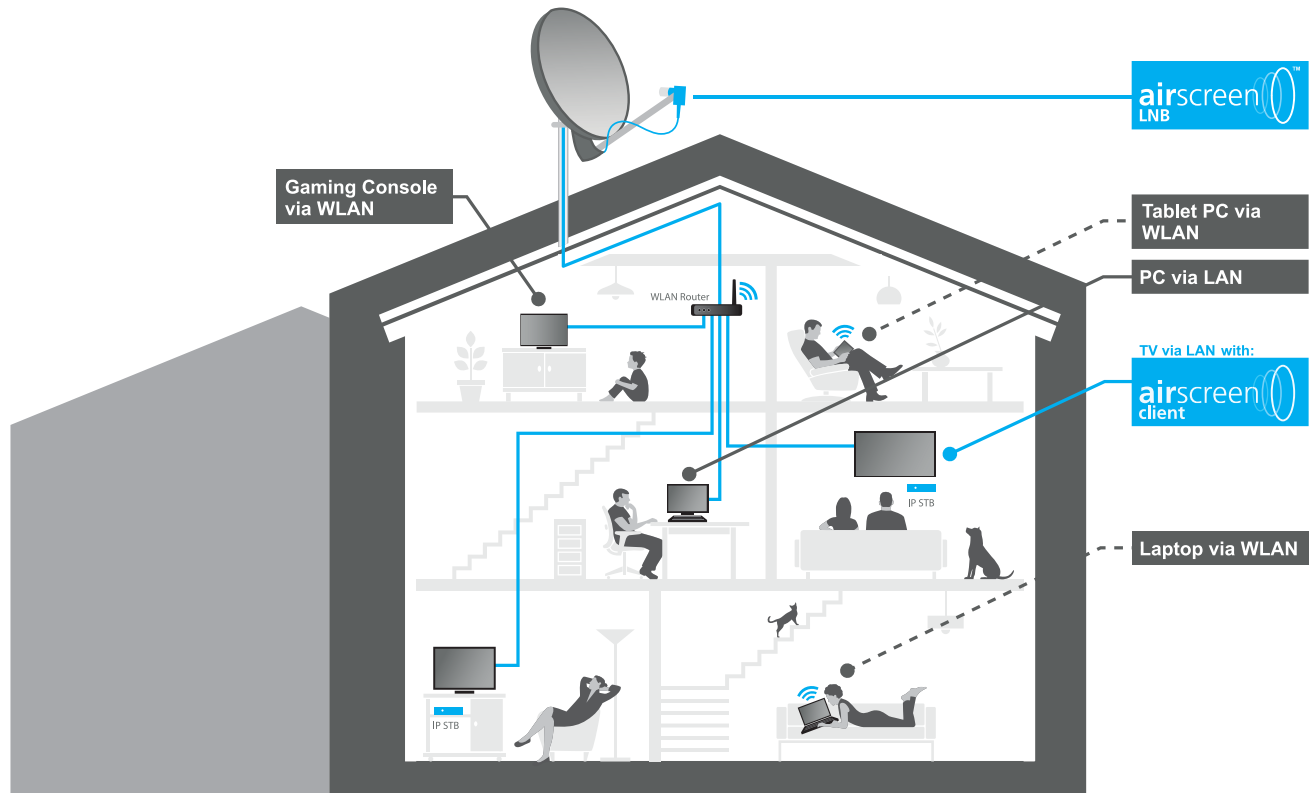 airscreen™
LNB
Gaming Console
via WLAN
Tablet PC via
WLAN
PC via LAN
WLAN Router
TV via LAN with:
airscreen
client
IP STB
Laptop via WLAN
IP STB